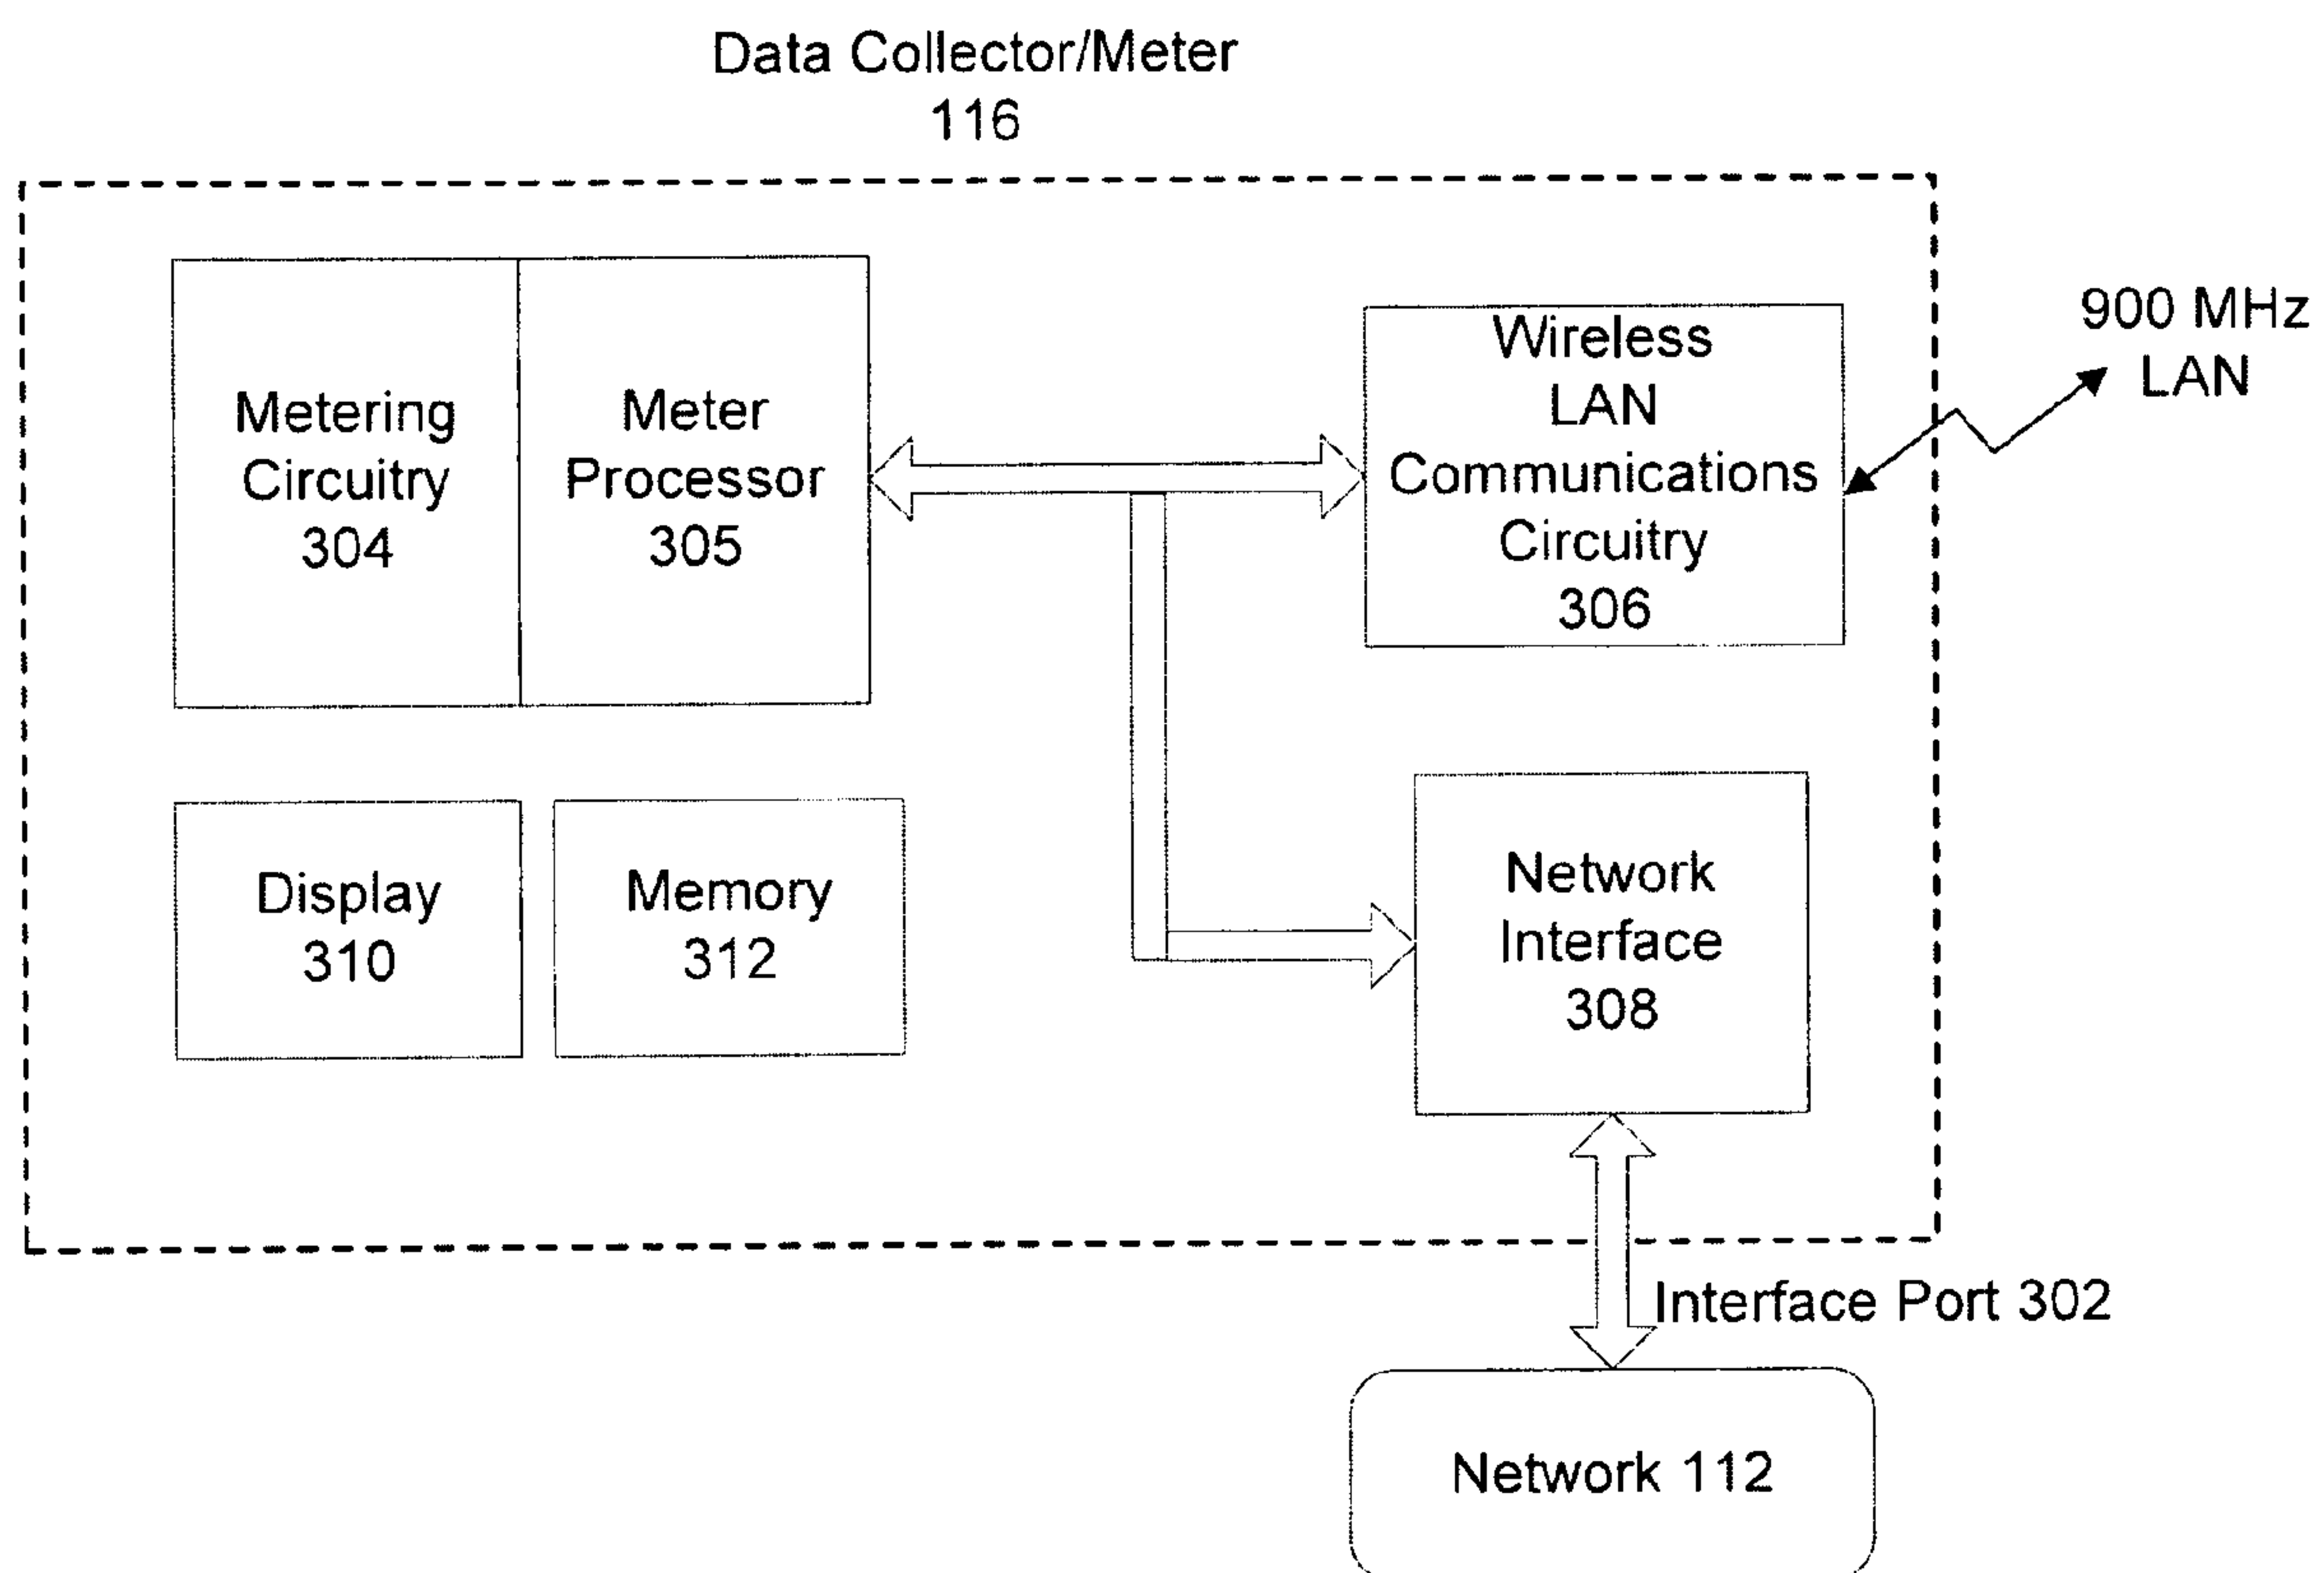 Data Collector/Meter
116
Metering
Circuitry
304
Meter
Processor
305
Wireless
LAN
Communications
Circuitry
306
900 MHz
LAN
Display
310
Memory
312
Network
Interface
308
Interface Port 302
Network 112